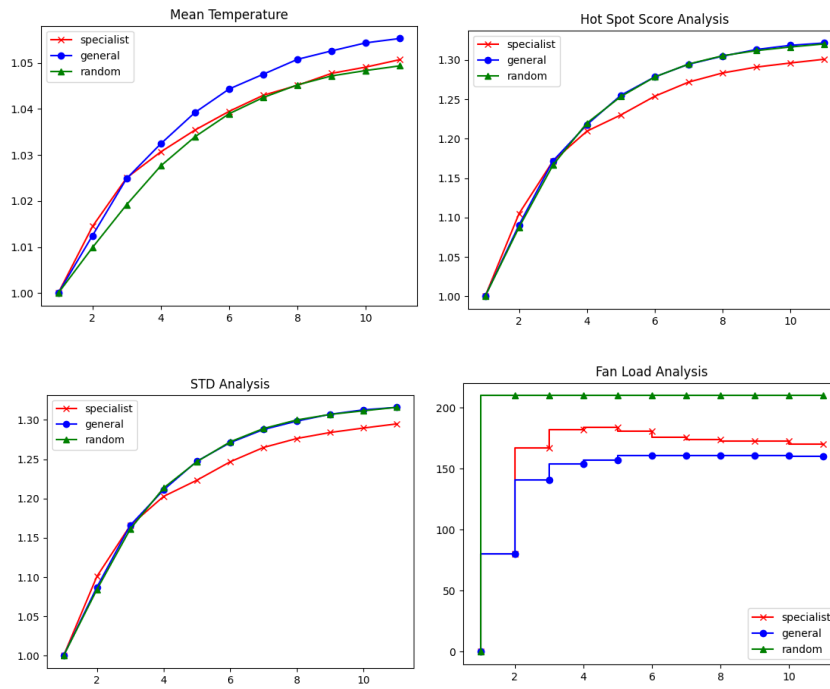 Mean Temperature
specialist
general
random
1.05
1.04
1.03
1.02
1.01
1.00
2 4 6 8 10
Hot Spot Score Analysis
specialist
general
random
1.30
1.25
1.20
1.15
1.10
1.05
1.00
2 4 6 8 10
STD Analysis
specialist
general
random
1.30
1.25
1.20
1.15
1.10
1.05
1.00
2 4 6 8 10
Fan Load Analysis
200
150
100
50
0
specialist
general
random
2 4 6 8 10